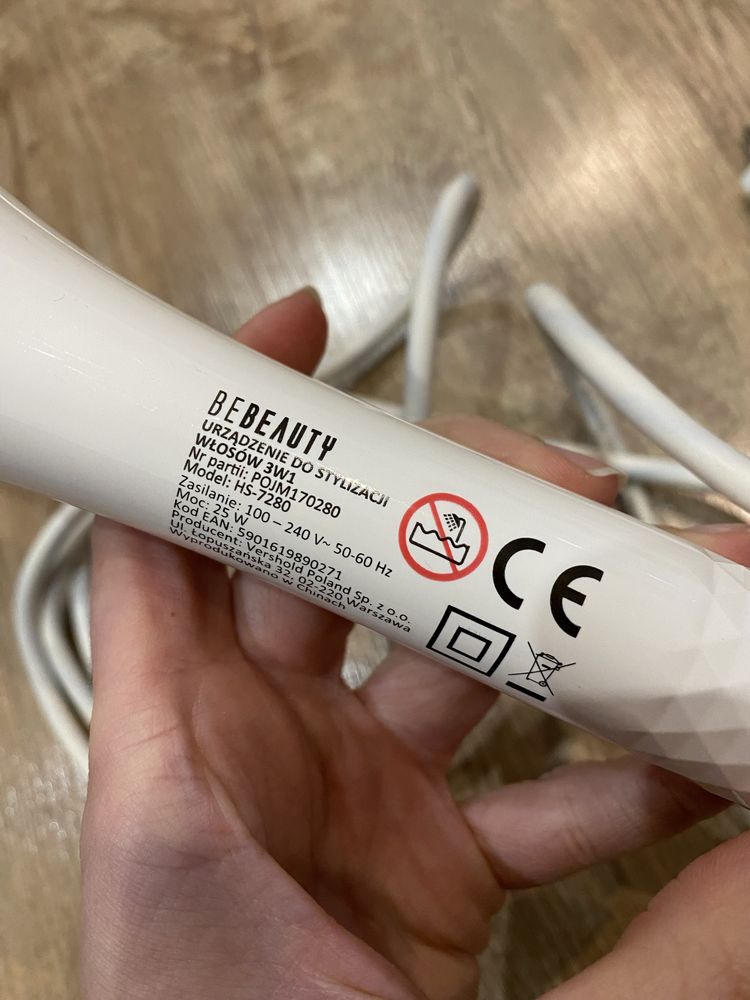 BEBEAUTY
URZĄDZENIE DO STYLIZACJI
WŁOSÓW 3W1
Nr partii: POJM170280
Model: HS-7280
Zasilanie: 100 – 240 V~ 50-60 Hz
Moc: 25 W
Kod EAN: 5901619890271
Producent: Vershold Poland Sp. z o.o.
Ul. Łopuszańska 32, 02-220 Warszawa
Wyprodukowano w Chinach
CE